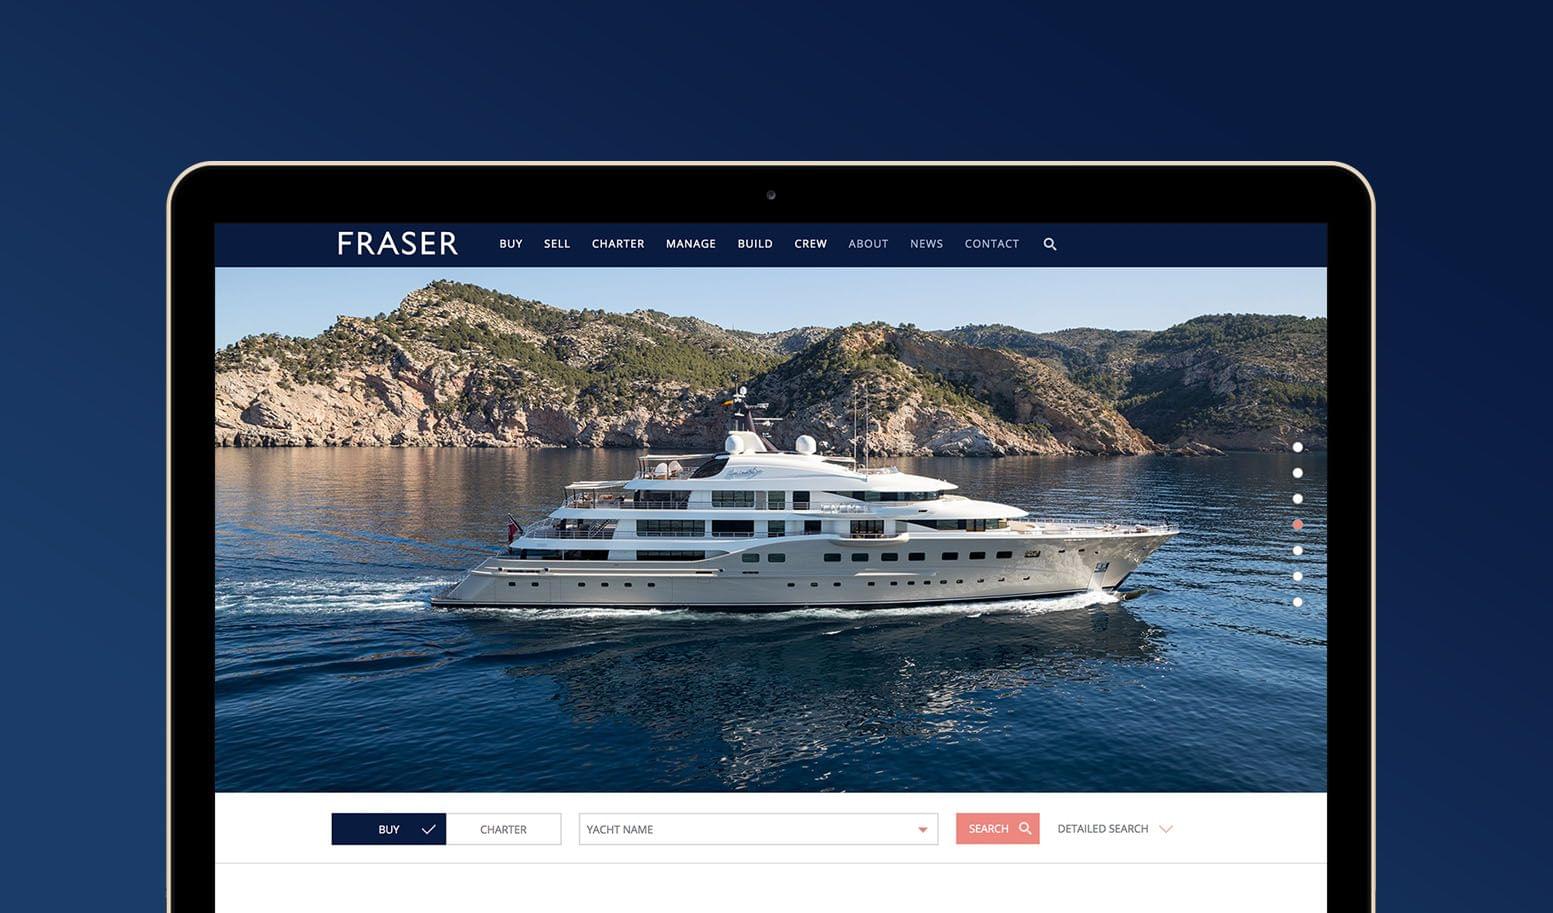 FRASER BUY SELL CHARTER MANAGE BUILD CREW ABOUT NEWS CONTACT
BUY CHARTER YACHT NAME SEARCH DETAILED SEARCH